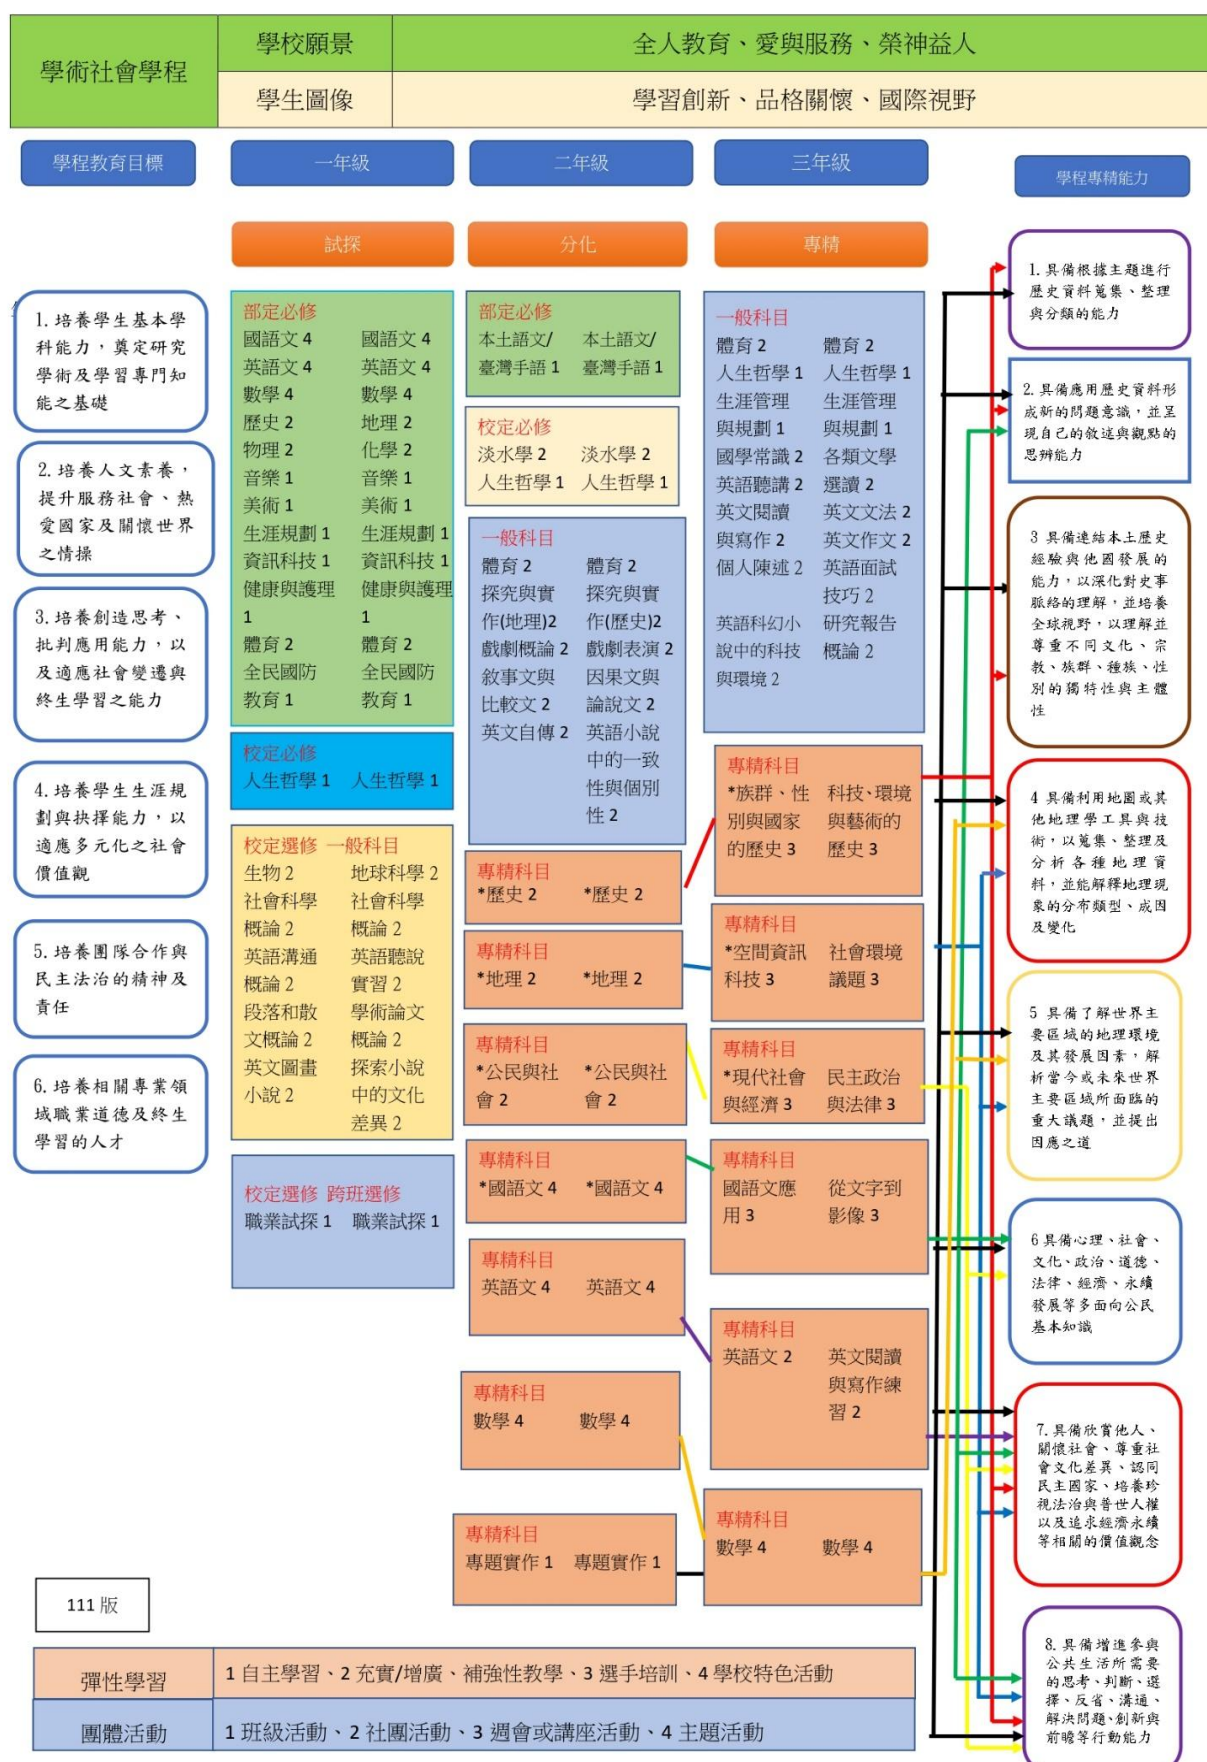 學術社會學程
學校願景
全人教育、愛與服務、榮神益人
學生圖像
學習創新、品格關懷、國際視野
學程教育目標
1. 培養學生基本學
科能力，奠定研究
學術及學習專門知
能之基礎
2. 培養人文素養，
提升服務社會、熱
愛國家及關懷世界
之情操
3. 培養創造思考、
批判應用能力，以
及適應社會變遷與
終生學習之能力
4. 培養學生生涯規
劃與抉擇能力，以
適應多元化之社會
價值觀
5. 培養團隊合作與
民主法治的精神及
責任
6. 培養相關專業領
域職業道德及終生
學習的人才
一年級
試探
部定必修
國語文 4 國語文 4
英語文 4 英語文 4
數學 4 數學 4
歷史 2 地理 2
物理 2 化學 2
音樂 1 音樂 1
美術 1 美術 1
生涯規劃 1 生涯規劃 1
資訊科技 1 資訊科技 1
健康與護理 健康與護理
1 1
體育 2 體育 2
全民國防 全民國防
教育 1 教育 1
校定必修
人生哲學 1 人生哲學 1
校定選修 一般科目
生物 2 地球科學 2
社會科學 社會科學
概論 2 概論 2
英語溝通 英語聽說
概論 2 實習 2
段落和散 學術論文
文概論 2 概論 2
英文圖畫 探索小說
小說 2 中的文化
差異 2
校定選修 跨班選修
職業試探 1 職業試探 1
二年級
分化
部定必修
本土語文/ 本土語文/
臺灣手語 1 臺灣手語 1
校定必修
淡水學 2 淡水學 2
人生哲學 1 人生哲學 1
一般科目
體育 2 體育 2
探究與實 探究與實
作(地理)2 作(歷史)2
戲劇概論 2 戲劇表演 2
敘事文與 因果文與
比較文 2 論說文 2
英文自傳 2 英語小說
中的一致
性與個別
性 2
專精科目
*歷史 2 *歷史 2
專精科目
*地理 2 *地理 2
專精科目
*公民與社 *公民與社
會 2 會 2
專精科目
*國語文 4 *國語文 4
專精科目
英語文 4 英語文 4
專精科目
數學 4 數學 4
專精科目
專題實作 1 專題實作 1
三年級
專精
一般科目
體育 2 體育 2
人生哲學 1 人生哲學 1
生涯管理 生涯管理
與規劃 1 與規劃 1
國學常識 2 各類文學
英語聽講 2 選讀 2
英文閱讀 英文文法 2
與寫作 2 英文作文 2
個人陳述 2 英語面試
技巧 2
英語科幻小 研究報告
說中的科技 概論 2
與環境 2
專精科目
*族群、性 科技、環境
別與國家 與藝術的
的歷史 3 歷史 3
專精科目
*空間資訊 社會環境
科技 3 議題 3
專精科目
*現代社會 民主政治
與經濟 3 與法律 3
專精科目
國語文應 從文字到
用 3 影像 3
專精科目
英語文 2 英文閱讀
與寫作練
習 2
專精科目
數學 4 數學 4
學程專精能力
1. 具備根據主題進行
歷史資料蒐集、整理
與分類的能力
2. 具備應用歷史資料形
成新的問題意識，並呈
現自己的敘述與觀點的
思辨能力
3 具備連結本土歷史
經驗與他國發展的
能力，以深化對史事
脈絡的理解，並培養
全球視野，以理解並
尊重不同文化、宗
教、族群、種族、性
別的獨特性與主體
性
4 具備利用地圖或其
他地理學工具與技
術，以蒐集、整理及
分析各種地理資
料，並能解釋地理現
象的分布類型、成因
及變化
5 具備了解世界主
要區域的地理環境
及其發展因素，解
析當今或未來世界
主要區域所面臨的
重大議題，並提出
因應之道
6 具備心理、社會、
文化、政治、道德、
法律、經濟、永續
發展等多面向公民
基本知識
7. 具備欣賞他人、
關懷社會、尊重社
會文化差異、認同
民主國家、培養珍
視法治與普世人權
以及追求經濟永續
等相關的價值觀念
8. 具備增進參與
公共生活所需要
的思考、判斷、選
擇、反省、溝通、
解決問題、創新與
前瞻等行動能力
111 版
彈性學習
1 自主學習、2 充實/增廣、補強性教學、3 選手培訓、4 學校特色活動
團體活動
1 班級活動、2 社團活動、3 週會或講座活動、4 主題活動